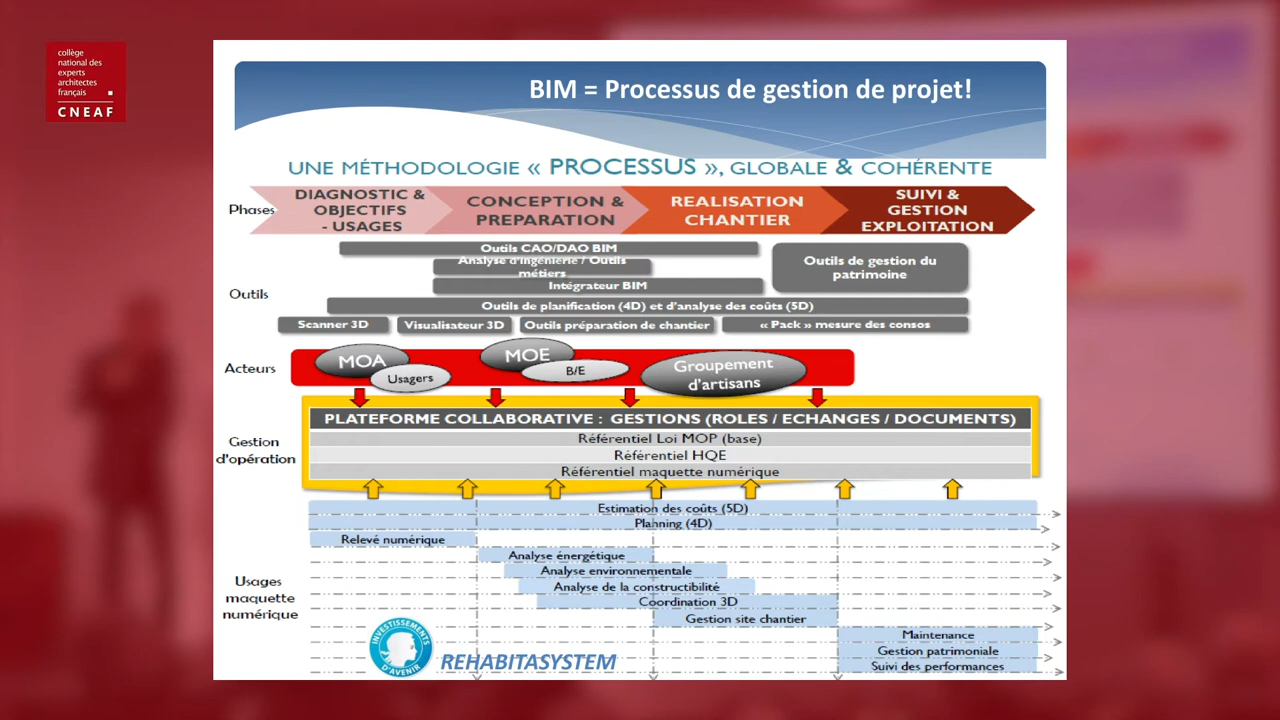 collège
national des
experts
architectes
français
CNEAF
BIM = Processus de gestion de projet!
UNE MÉTHODOLOGIE « PROCESSUS », GLOBALE & COHÉRENTE
Phases
DIAGNOSTIC &
OBJECTIFS
- USAGES
CONCEPTION &
PREPARATION
REALISATION
CHANTIER
SUIVI &
GESTION
EXPLOITATION
Outils
Outils CAO/DAO BIM
Analyse d'ingénierie / Outils
métiers
Intégrateur BIM
Outils de gestion du
patrimoine
Outils de planification (4D) et d'analyse des coûts (5D)
Scanner 3D
Visualisateur 3D
Outils préparation de chantier
« Pack » mesure des consos
Acteurs
MOA
Usagers
MOE
B/E
Groupement
d'artisans
Gestion
d'opération
PLATEFORME COLLABORATIVE : GESTIONS (ROLES / ECHANGES / DOCUMENTS)
Référentiel Loi MOP (base)
Référentiel HQE
Référentiel maquette numérique
Usages
maquette
numérique
Estimation des coûts (5D)
Planning (4D)
Relevé numérique
Analyse énergétique
Analyse environnementale
Analyse de la constructibilité
Coordination 3D
Gestion site chantier
Maintenance
Gestion patrimoniale
Suivi des performances
INVESTISSEMENTS
D'AVENIR
REHABITASYSTEM